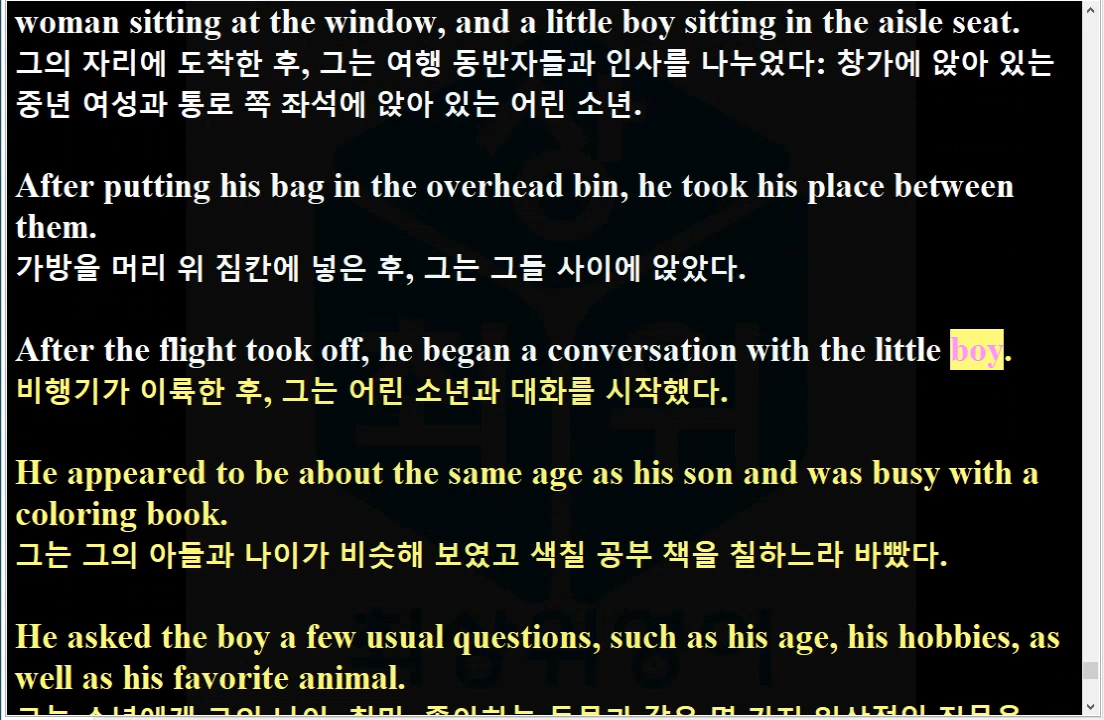 woman sitting at the window, and a little boy sitting in the aisle seat.
그의 자리에 도착한 후, 그는 여행 동반자들과 인사를 나누었다: 창가에 앉아 있는
중년 여성과 통로 쪽 좌석에 앉아 있는 어린 소년.
After putting his bag in the overhead bin, he took his place between
them.
가방을 머리 위 짐칸에 넣은 후, 그는 그들 사이에 앉았다.
After the flight took off, he began a conversation with the little boy.
비행기가 이륙한 후, 그는 어린 소년과 대화를 시작했다.
He appeared to be about the same age as his son and was busy with a
coloring book.
그는 그의 아들과 나이가 비슷해 보였고 색칠 공부 책을 칠하느라 바빴다.
He asked the boy a few usual questions, such as his age, his hobbies, as
well as his favorite animal.